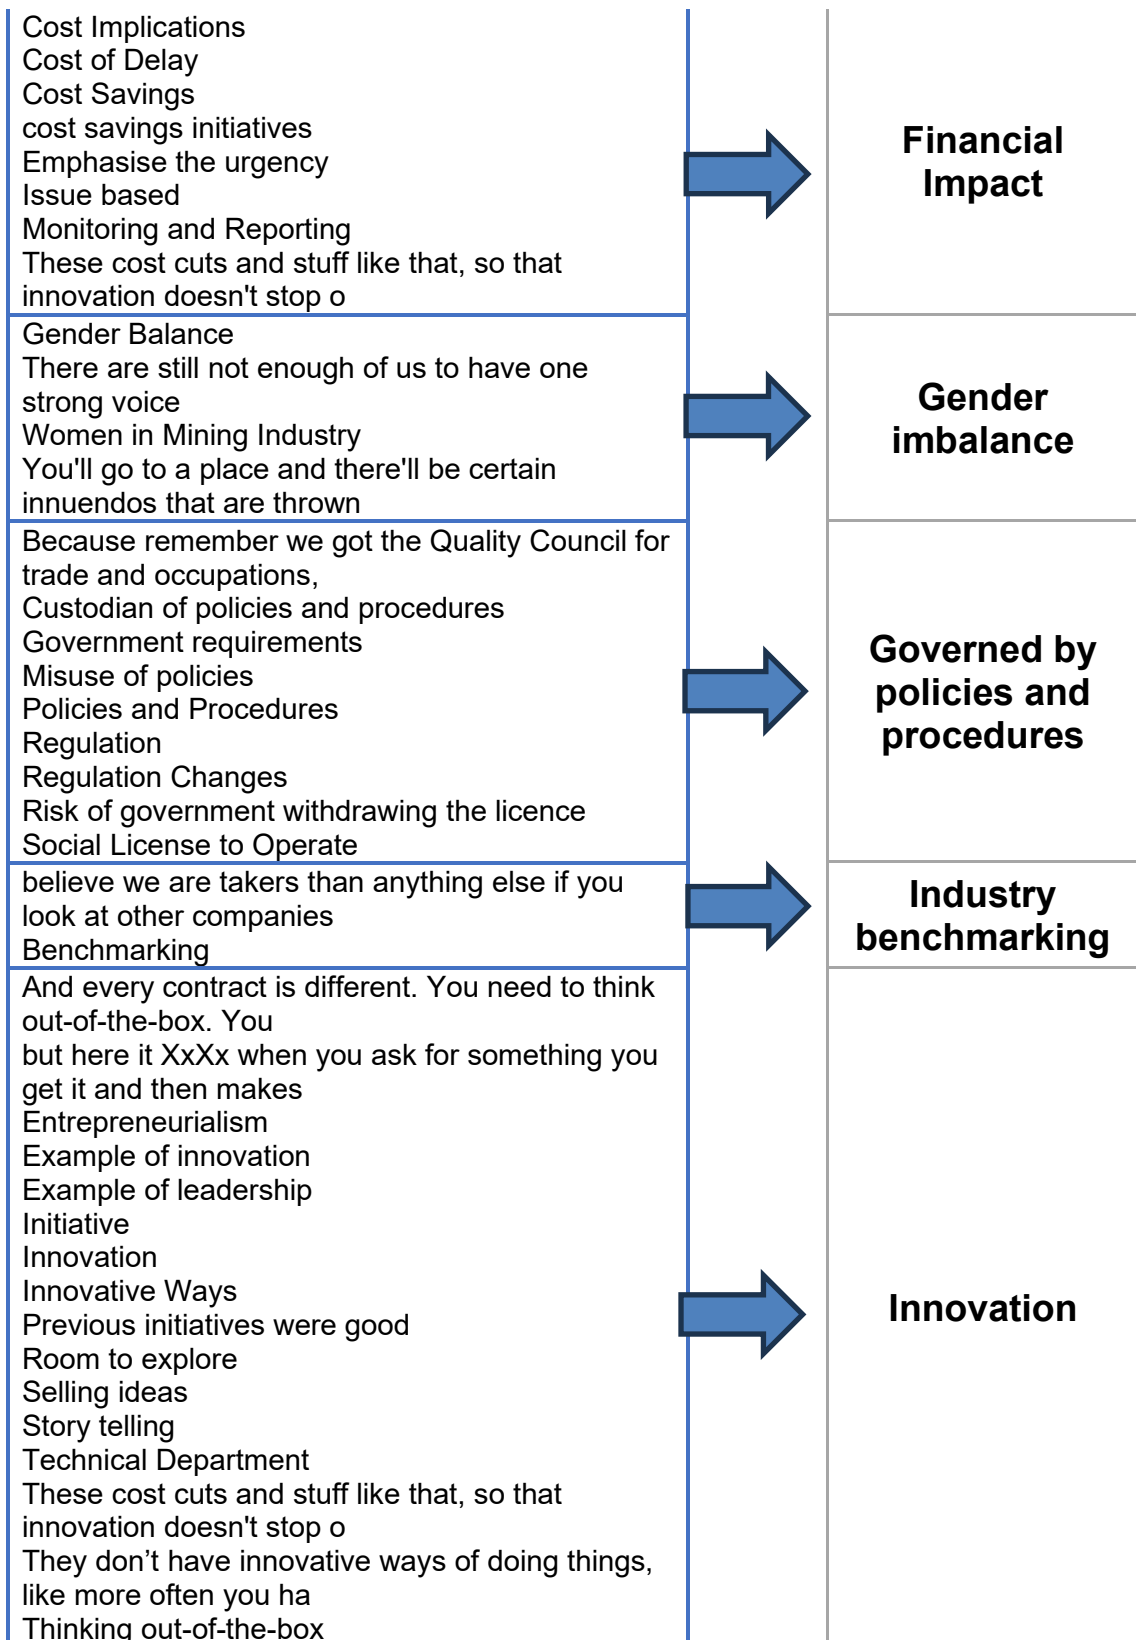 Cost Implications
Cost of Delay
Cost Savings
cost savings initiatives
Emphasise the urgency
Issue based
Monitoring and Reporting
These cost cuts and stuff like that, so that
innovation doesn't stop o
Financial
Impact
Gender Balance
There are still not enough of us to have one
strong voice
Women in Mining Industry
You'll go to a place and there'll be certain
innuendos that are thrown
Gender
imbalance
Because remember we got the Quality Council for
trade and occupations,
Custodian of policies and procedures
Government requirements
Misuse of policies
Policies and Procedures
Regulation
Regulation Changes
Risk of government withdrawing the licence
Social License to Operate
Governed by
policies and
procedures
believe we are takers than anything else if you
look at other companies
Benchmarking
Industry
benchmarking
And every contract is different. You need to think
out-of-the-box. You
but here it XxXx when you ask for something you
get it and then makes
Entrepreneurialism
Example of innovation
Example of leadership
Initiative
Innovation
Innovative Ways
Previous initiatives were good
Room to explore
Selling ideas
Story telling
Technical Department
These cost cuts and stuff like that, so that
innovation doesn't stop o
They don’t have innovative ways of doing things,
like more often you ha
Thinking out-of-the-box
Innovation